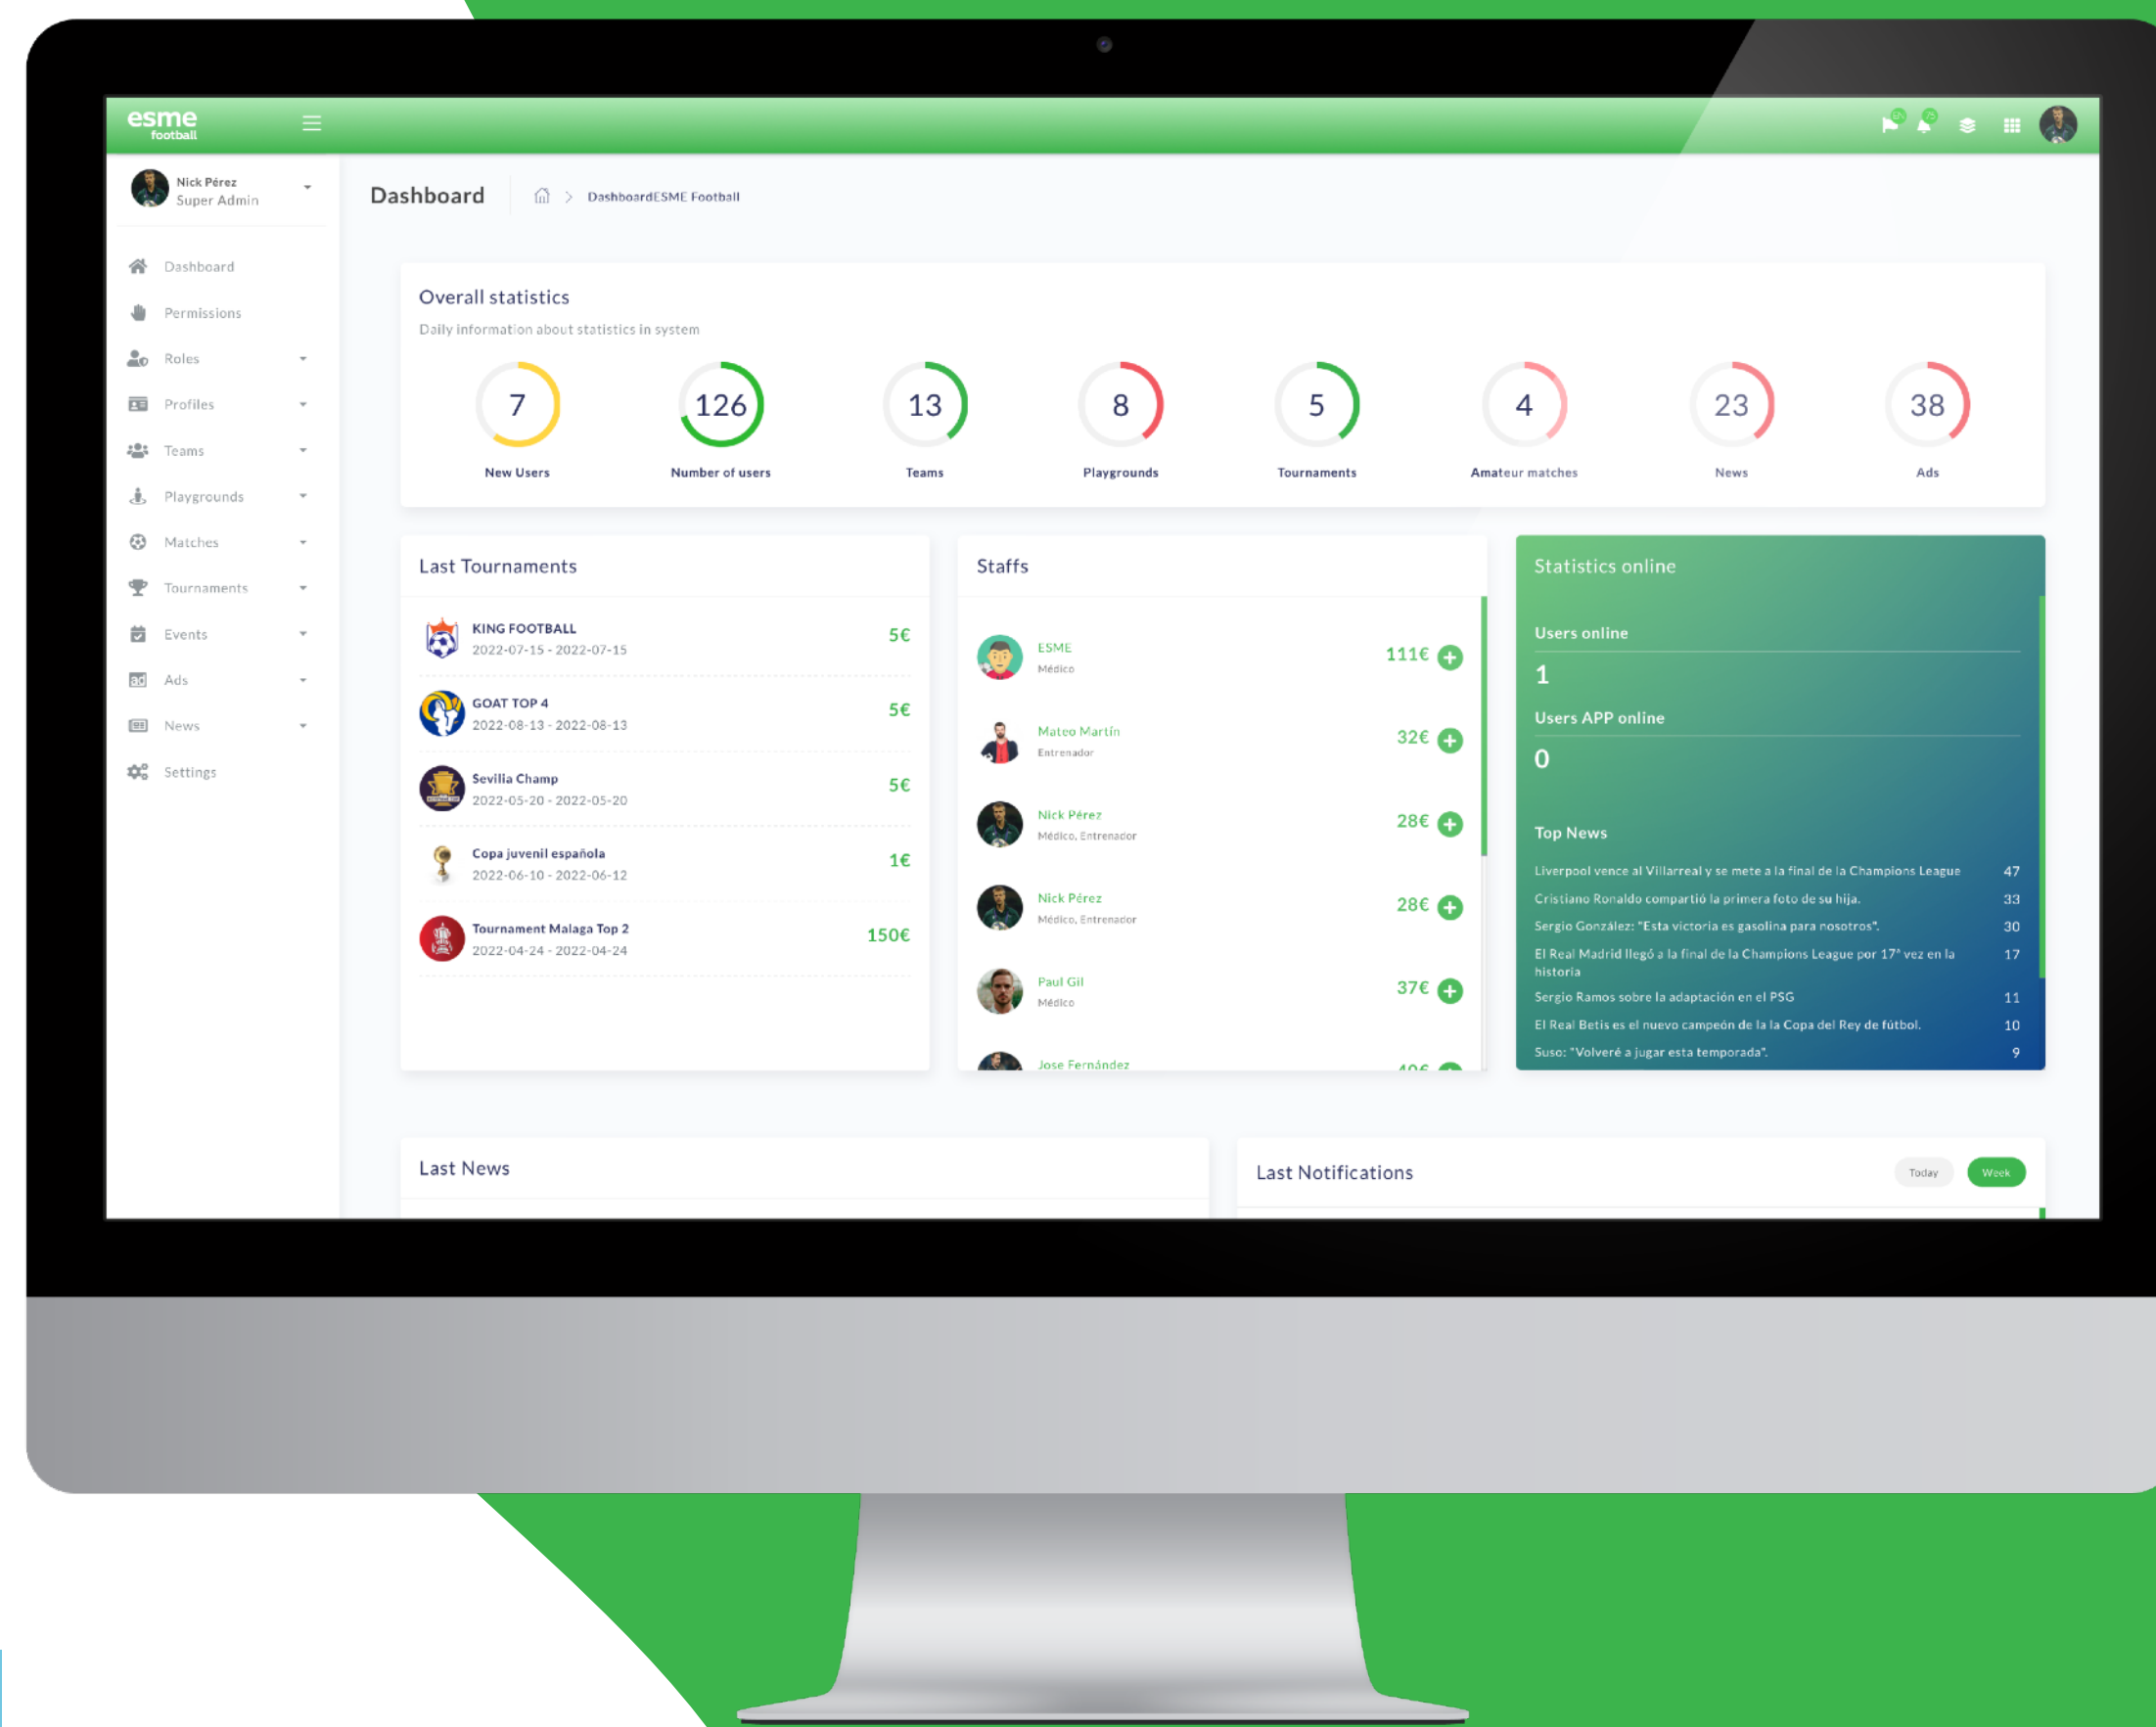 esme
football
Nick Pérez
Super Admin
Dashboard
Permissions
Roles
Profiles
Teams
Playgrounds
Matches
Tournaments
Events
ad Ads
News
Settings
Dashboard > DashboardESME Football
Overall statistics
Daily information about statistics in system
7 126 13 8 5 4 23 38
New Users Number of users Teams Playgrounds Tournaments Amateur matches News Ads
Last Tournaments
KING FOOTBALL
2022-07-15 - 2022-07-15
5€
GOAT TOP 4
2022-08-13 - 2022-08-13
5€
Sevilia Champ
2022-05-20 - 2022-05-20
5€
Copa juvenil española
2022-06-10 - 2022-06-12
1€
Tournament Malaga Top 2
2022-04-24 - 2022-04-24
150€
Staffs
ESME
Médico
111€
Mateo Martín
Entrenador
32€
Nick Pérez
Médico, Entrenador
28€
Nick Pérez
Médico, Entrenador
28€
Paul Gil
Médico
37€
Jose Fernández
Statistics online
Users online
1
Users APP online
0
Top News
Liverpool vence al Villarreal y se mete a la final de la Champions League 47
Cristiano Ronaldo compartió la primera foto de su hija. 33
Sergio González: "Esta victoria es gasolina para nosotros". 30
El Real Madrid llegó a la final de la Champions League por 17ª vez en la 17
historia
Sergio Ramos sobre la adaptación en el PSG 11
El Real Betis es el nuevo campeón de la la Copa del Rey de fútbol. 10
Suso: "Volveré a jugar esta temporada". 9
Last News
Last Notifications
Today Week